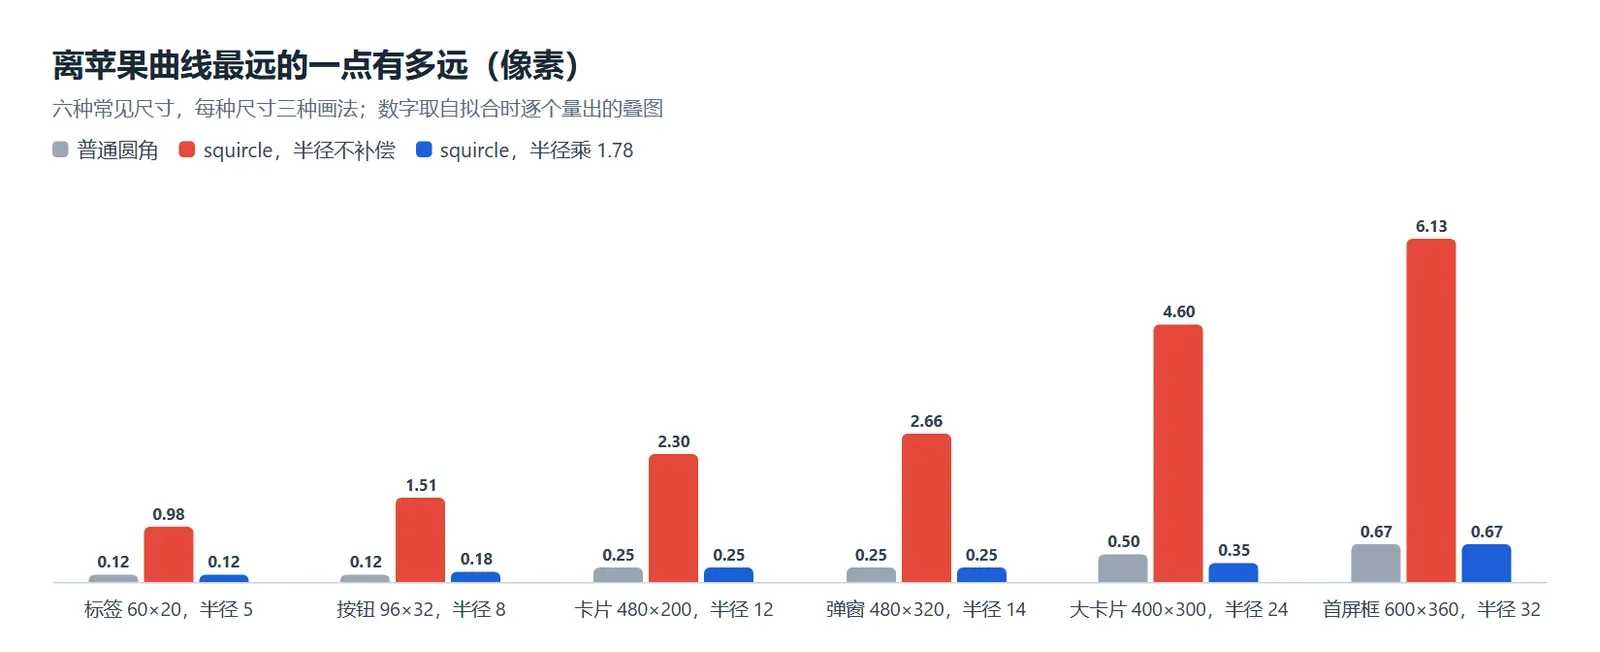 离苹果曲线最远的一点有多远（像素）
六种常见尺寸，每种尺寸三种画法；数字取自拟合时逐个量出的叠图
普通圆角 squircle，半径不补偿 squircle，半径乘 1.78
0.12 0.98 0.12 0.12 1.51 0.18 0.25 2.30 0.25 0.25 2.66 0.25 0.50 4.60 0.35 0.67 6.13 0.67
标签 60×20，半径 5 按钮 96×32，半径 8 卡片 480×200，半径 12 弹窗 480×320，半径 14 大卡片 400×300，半径 24 首屏框 600×360，半径 32